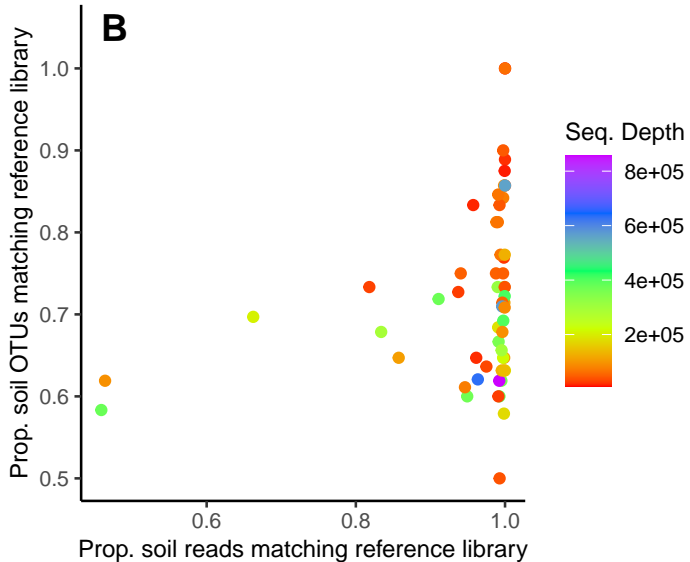 B
Prop. soil OTUs matching reference library
1.0
0.9
0.8
0.7
0.6
0.5
0.6
0.8
1.0
Prop. soil reads matching reference library
Seq. Depth
8e+05
6e+05
4e+05
2e+05